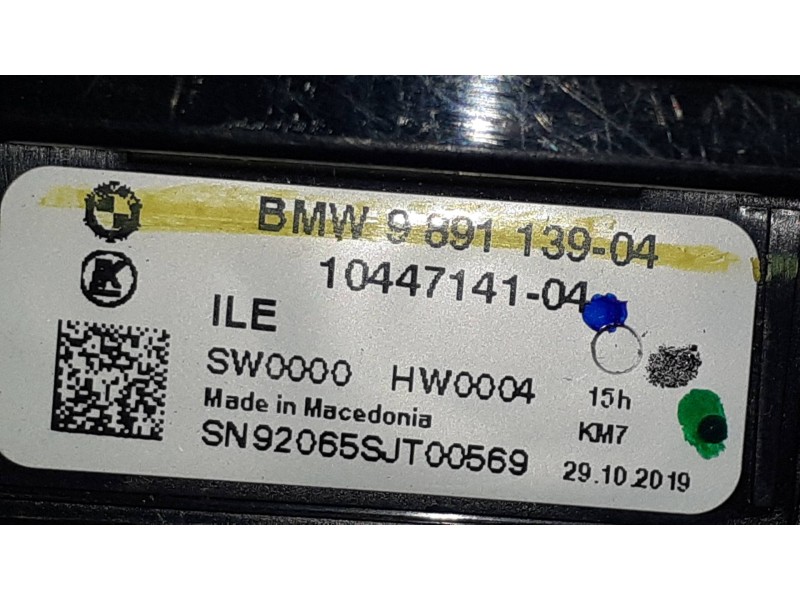 BMW 9 891 139-04
10447141-04
K
ILE
SW0000 HW0004
15h
Made in Macedonia
KM7
SN92065SJT00569
29.10.2019